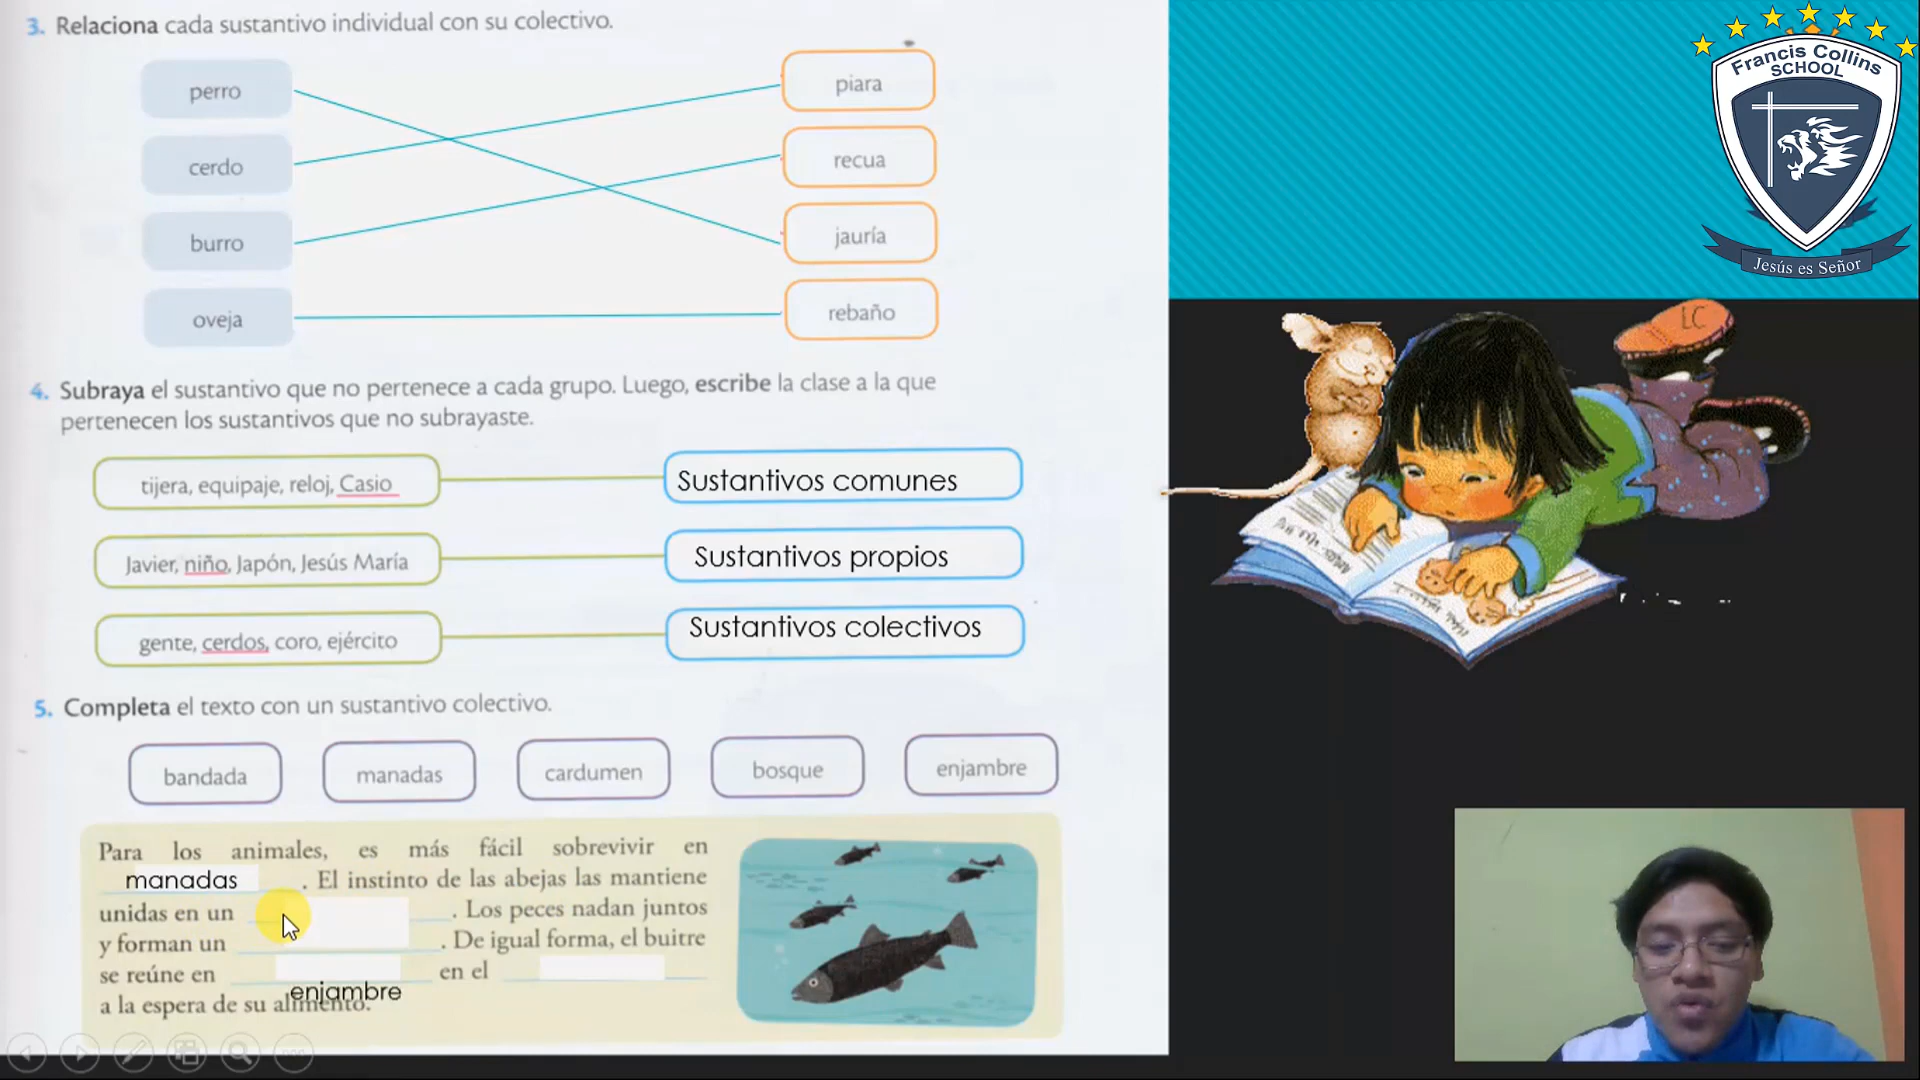 3. Relaciona cada sustantivo individual con su colectivo.
perro
piara
cerdo
recua
burro
jauría
oveja
rebaño
4. Subraya el sustantivo que no pertenece a cada grupo. Luego, escribe la clase a la que
pertenecen los sustantivos que no subrayaste.
tijera, equipaje, reloj, Casio
Sustantivos comunes
Javier, niño, Japón, Jesús María
Sustantivos propios
gente, cerdos, coro, ejército
Sustantivos colectivos
5. Completa el texto con un sustantivo colectivo.
bandada
manadas
cardumen
bosque
enjambre
Para los animales, es más fácil sobrevivir en
manadas . El instinto de las abejas las mantiene
unidas en un . Los peces nadan juntos
y forman un . De igual forma, el buitre
se reúne en en el
enjambre
a la espera de su alimento.
Francis Collins
SCHOOL
Jesús es Señor
LC